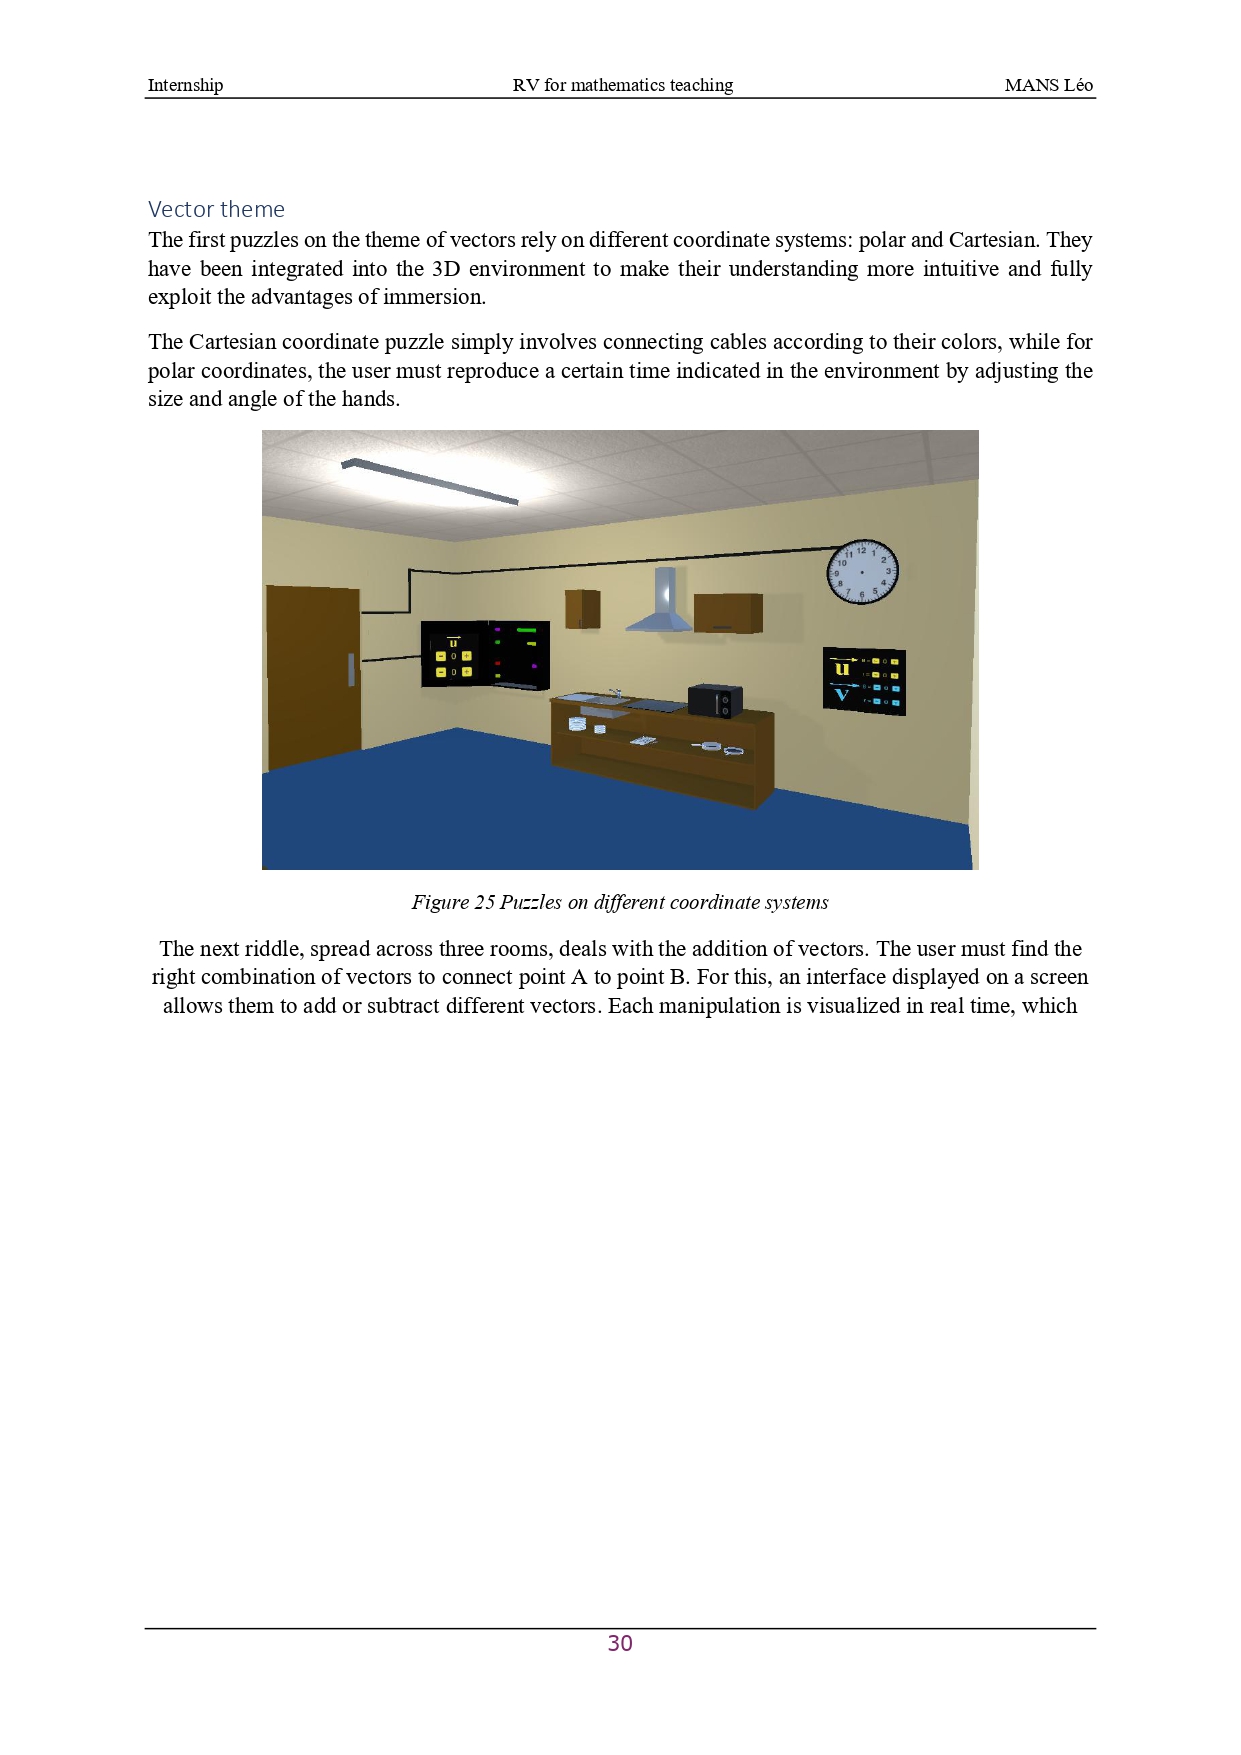 Internship RV for mathematics teaching MANS Léo
Vector theme
The first puzzles on the theme of vectors rely on different coordinate systems: polar and Cartesian. They
have been integrated into the 3D environment to make their understanding more intuitive and fully
exploit the advantages of immersion.
The Cartesian coordinate puzzle simply involves connecting cables according to their colors, while for
polar coordinates, the user must reproduce a certain time indicated in the environment by adjusting the
size and angle of the hands.
12
11 1
10 2
9 3
8 4
7 5
6
u
- 0 +
- 0 +
u
v
Figure 25 Puzzles on different coordinate systems
The next riddle, spread across three rooms, deals with the addition of vectors. The user must find the
right combination of vectors to connect point A to point B. For this, an interface displayed on a screen
allows them to add or subtract different vectors. Each manipulation is visualized in real time, which
30